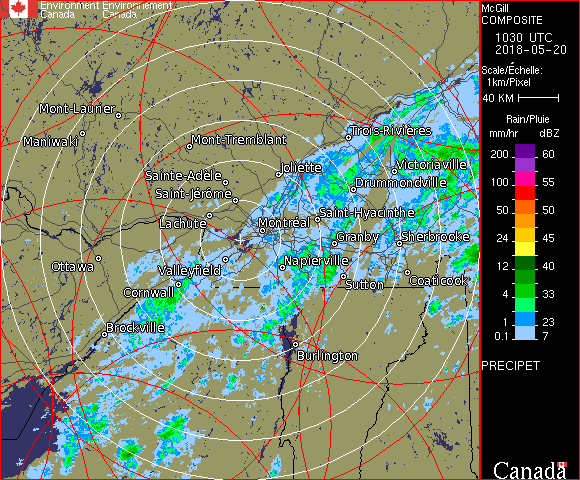 Environment Environnement
Canada Canada
McGill
COMPOSITE
1030 UTC
2018-05-20
Scale/Échelle:
1km/Pixel
40 KM
Rain/Pluie
mm/hr dBZ
200 60
100 55
50 50
24 45
12 40
4 33
1 23
0.1 7
PRECIPET
Canada
Mont-Laurier
Maniwaki
Mont-Tremblant
Trois-Rivières
Joliette
Victoriaville
Sainte-Adèle
Drummondville
Saint-Jérôme
Lachute
Montréal
Saint-Hyacinthe
Granby
Sherbrooke
Ottawa
Valleyfield
Napierville
Cornwall
Sutton
Coaticook
Brockville
Burlington